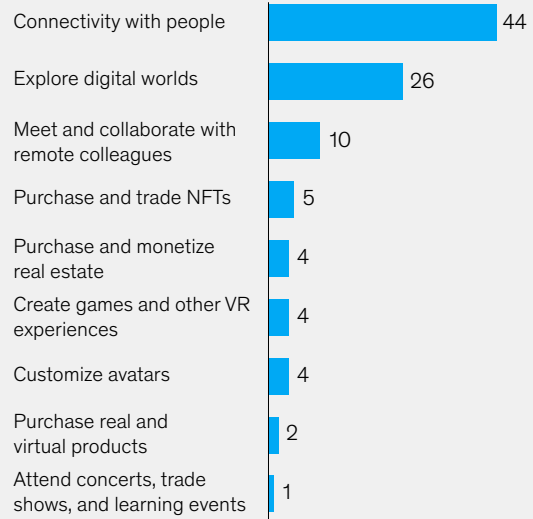 Connectivity with people 44
Explore digital worlds 26
Meet and collaborate with
remote colleagues 10
Purchase and trade NFTs 5
Purchase and monetize
real estate 4
Create games and other VR
experiences 4
Customize avatars 4
Purchase real and
virtual products 2
Attend concerts, trade
shows, and learning events 1